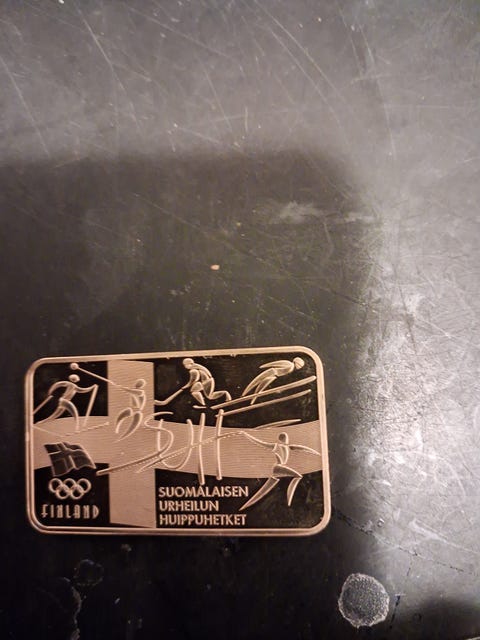 SUOMALAISEN
URHEILUN
HUIPPUHETKET
FINLAND